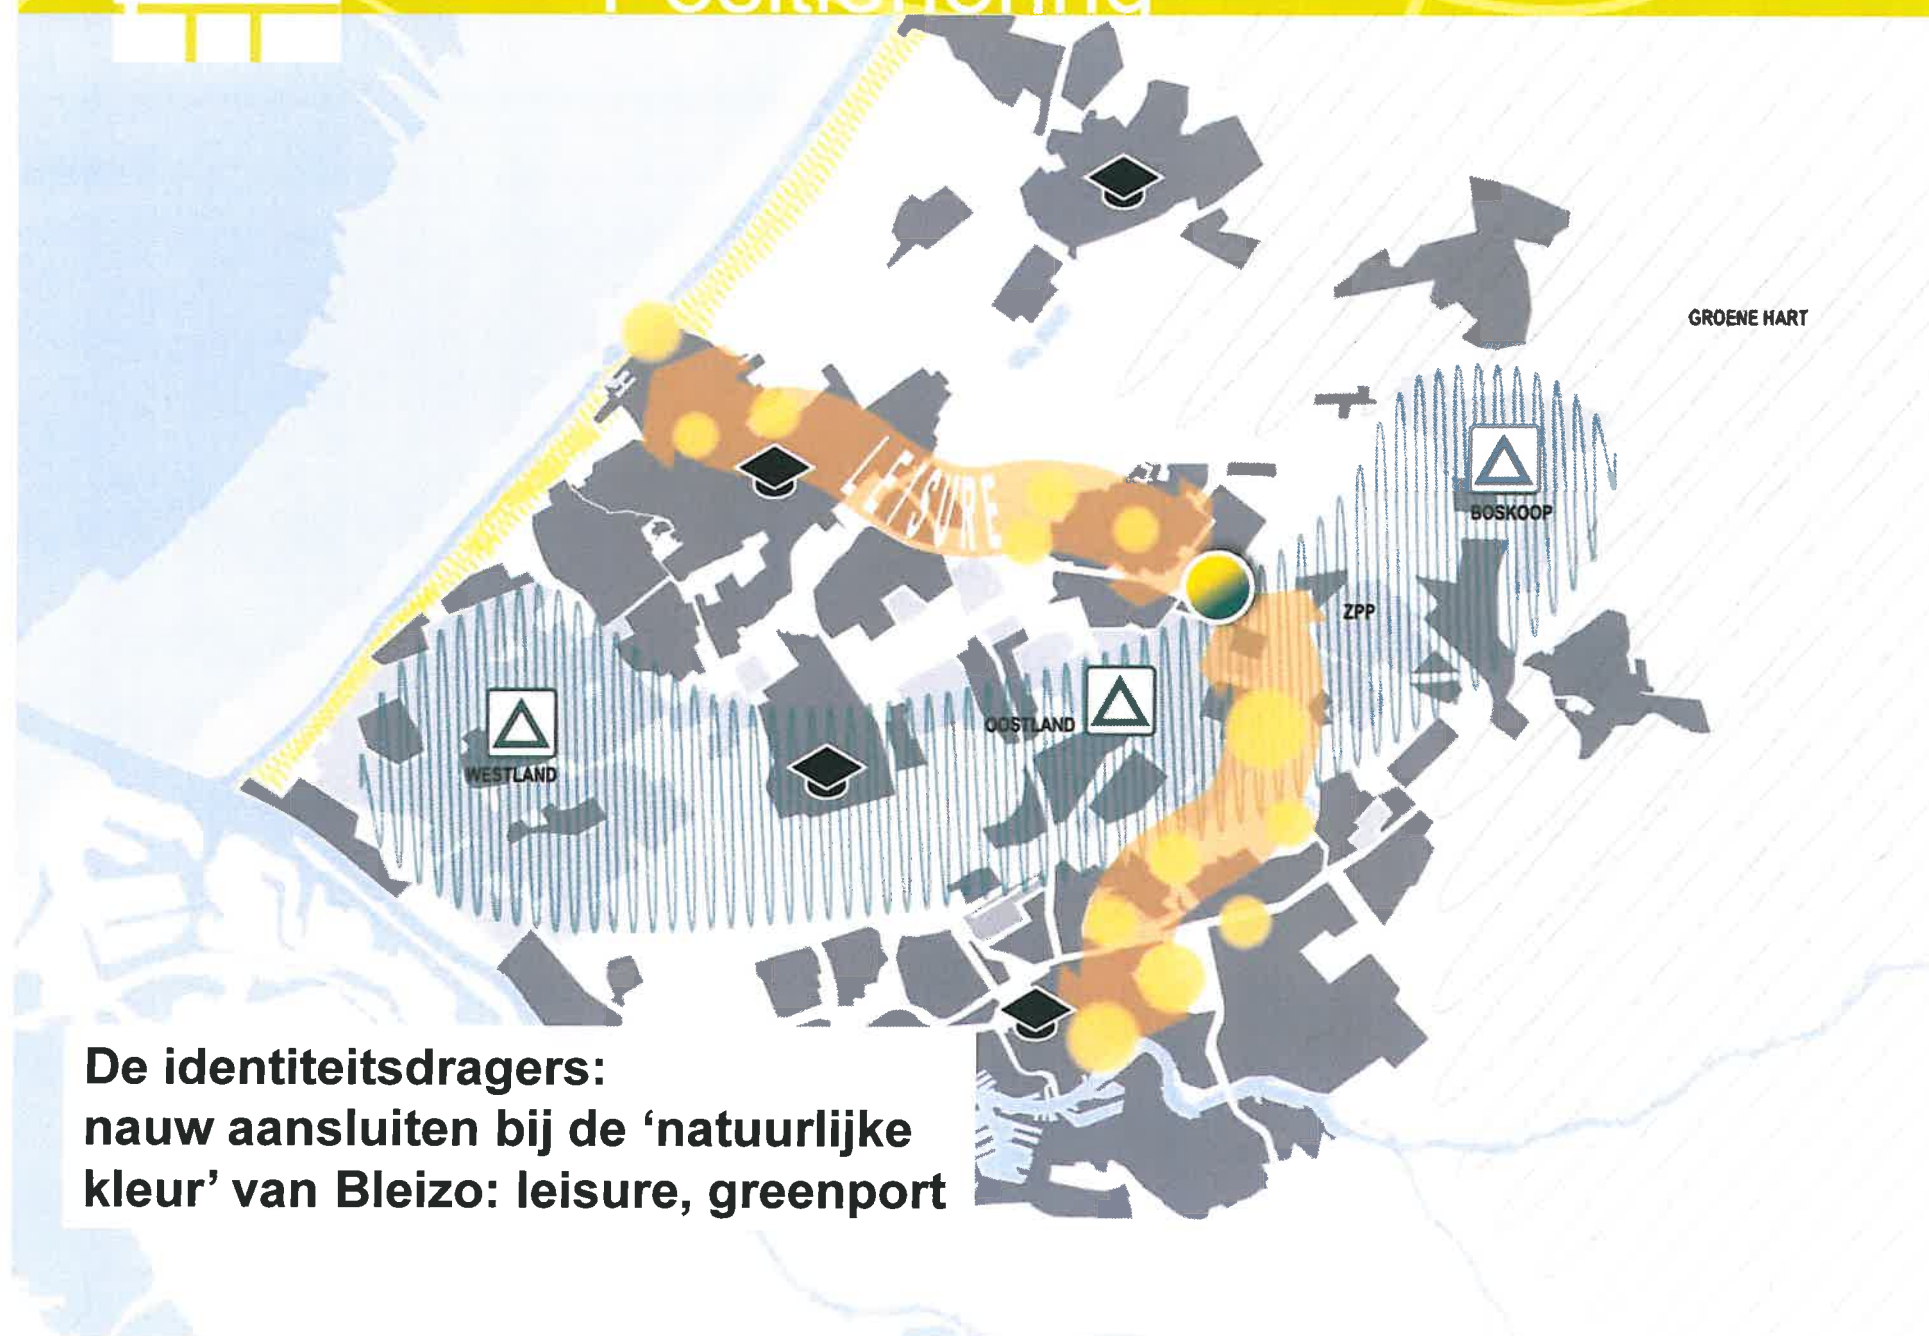 Positionering
GROENE HART
LEISURE
BOSKOOP
ZPP
OOSTLAND
WESTLAND
De identiteitsdragers:
nauw aansluiten bij de ‘natuurlijke
kleur’ van Bleizo: leisure, greenport